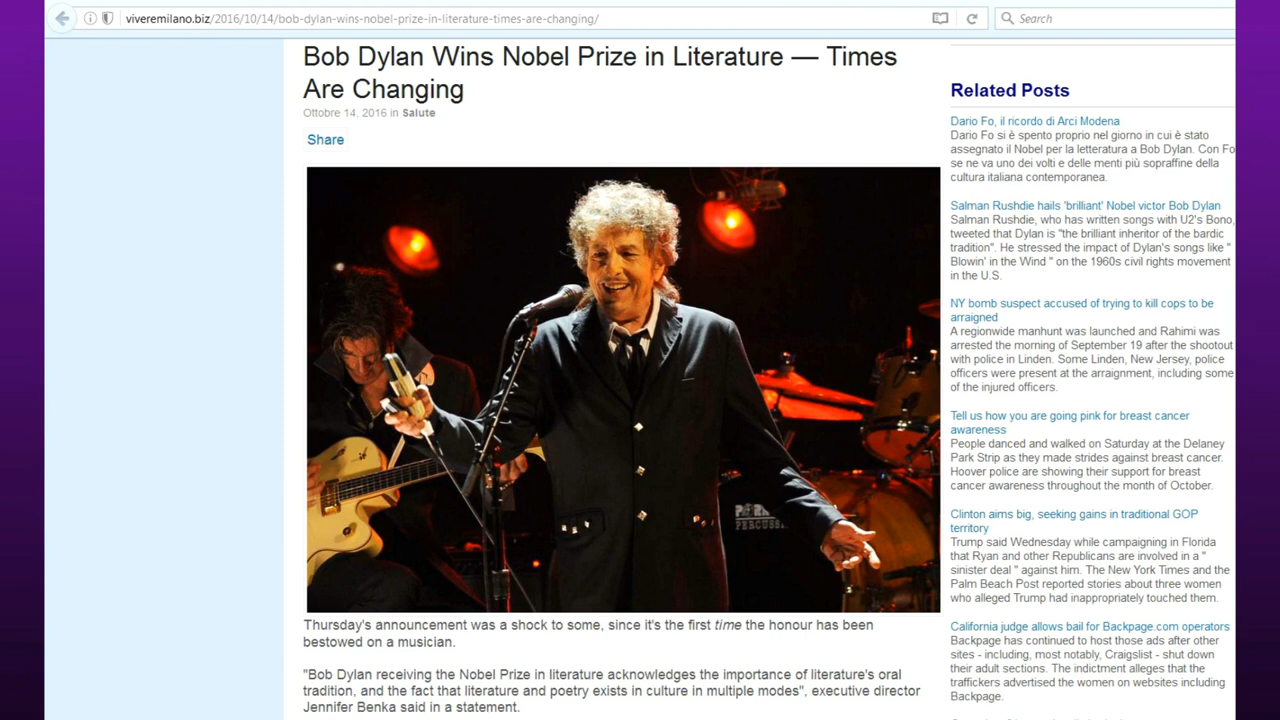 viveremilano.biz/2016/10/14/bob-dylan-wins-nobel-prize-in-literature-times-are-changing/
Search
Bob Dylan Wins Nobel Prize in Literature — Times
Are Changing
Ottobre 14, 2016 in Salute
Share
Thursday's announcement was a shock to some, since it's the first time the honour has been
bestowed on a musician.
"Bob Dylan receiving the Nobel Prize in literature acknowledges the importance of literature's oral
tradition, and the fact that literature and poetry exists in culture in multiple modes", executive director
Jennifer Benka said in a statement.
Related Posts
Dario Fo, il ricordo di Arci Modena
Dario Fo si è spento proprio nel giorno in cui è stato
assegnato il Nobel per la letteratura a Bob Dylan. Con Fo
se ne va uno dei volti e delle menti più sopraffine della
cultura italiana contemporanea.
Salman Rushdie hails 'brilliant' Nobel victor Bob Dylan
Salman Rushdie, who has written songs with U2's Bono,
tweeted that Dylan is "the brilliant inheritor of the bardic
tradition". He stressed the impact of Dylan's songs like "
Blowin' in the Wind " on the 1960s civil rights movement
in the U.S.
NY bomb suspect accused of trying to kill cops to be
arraigned
A regionwide manhunt was launched and Rahimi was
arrested the morning of September 19 after the shootout
with police in Linden. Some Linden, New Jersey, police
officers were present at the arraignment, including some
of the injured officers.
Tell us how you are going pink for breast cancer
awareness
People danced and walked on Saturday at the Delaney
Park Strip as they made strides against breast cancer.
Hoover police are showing their support for breast
cancer awareness throughout the month of October.
Clinton aims big, seeking gains in traditional GOP
territory
Trump said Wednesday while campaigning in Florida
that Ryan and other Republicans are involved in a "
sinister deal " against him. The New York Times and the
Palm Beach Post reported stories about three women
who alleged Trump had inappropriately touched them.
California judge allows bail for Backpage.com operators
Backpage has continued to host those ads after other
sites - including, most notably, Craigslist - shut down
their adult sections. The indictment alleges that the
traffickers advertised the women on websites including
Backpage.